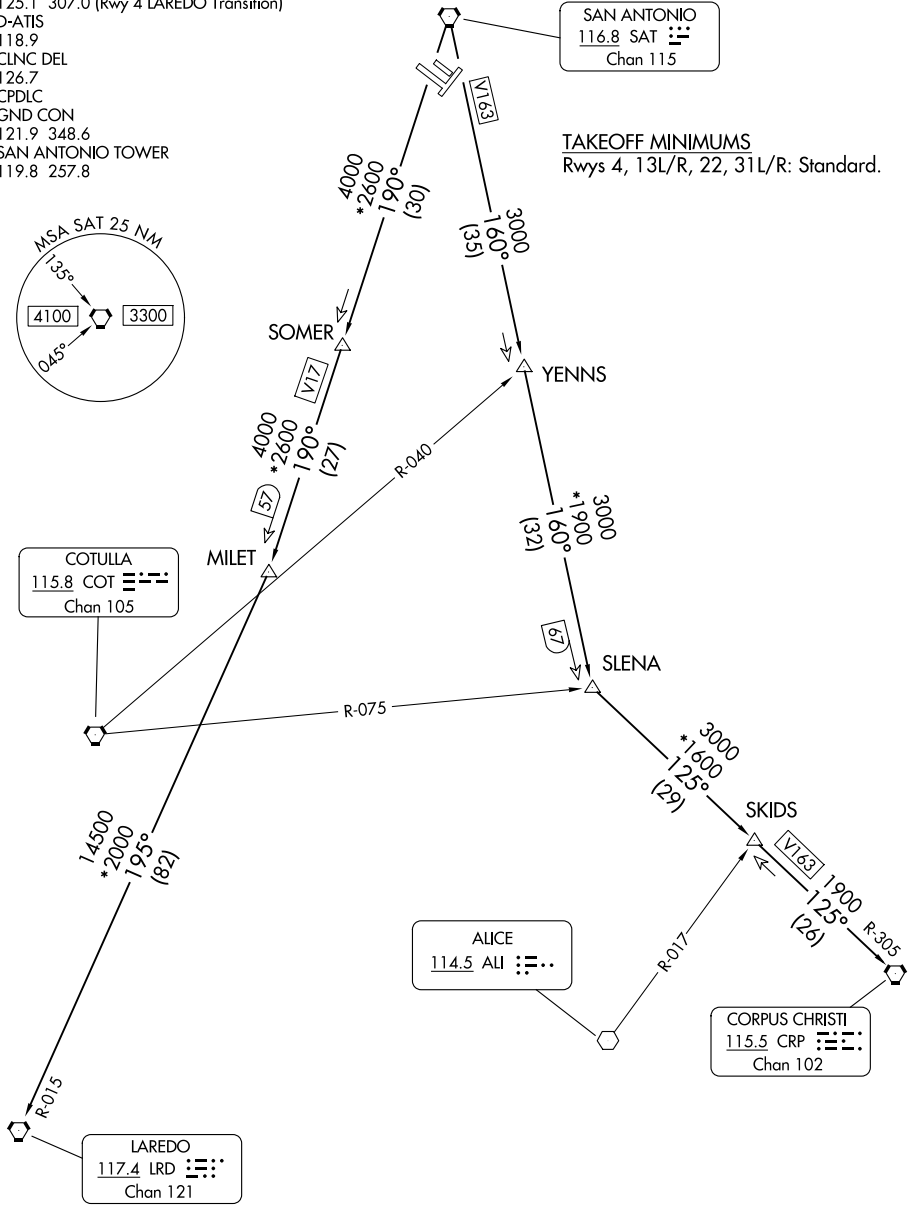 125.1 307.0 (Rwy 4 LAREDO Transition)
D-ATIS
118.9
CLNC DEL
126.7
CPDLC
GND CON
121.9 348.6
SAN ANTONIO TOWER
119.8 257.8
SAN ANTONIO
116.8 SAT
Chan 115
TAKEOFF MINIMUMS
Rwys 4, 13L/R, 22, 31L/R: Standard.
V163
4000
*2600
190°
(30)
3000
160°
(35)
MSA SAT 25 NM
135°
4100
3300
045°
SOMER
V17
YENNS
4000
*2600
190°
(27)
R-040
57
MILET
3000
*1900
160°
(32)
COTULLA
115.8 COT
Chan 105
67
SLENA
R-075
3000
*1600
125°
(29)
SKIDS
14500
*2000
195°
(82)
V163
1900
125°
(26)
R-305
ALICE
114.5 ALI
R-017
CORPUS CHRISTI
115.5 CRP
Chan 102
R-015
LAREDO
117.4 LRD
Chan 121